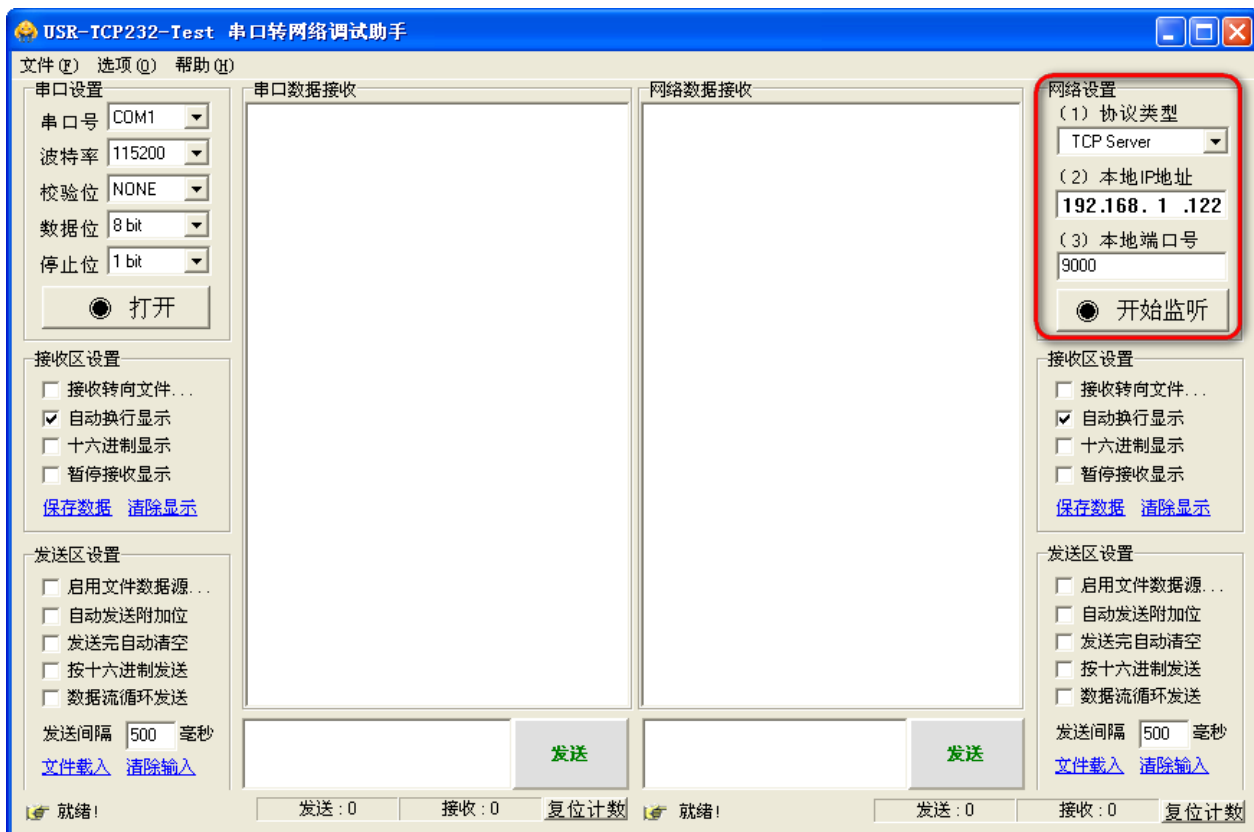 USR-TCP232-Test 串口转网络调试助手
文件(F) 选项(O) 帮助(H)
串口设置
串口号 COM1
波特率 115200
校验位 NONE
数据位 8 bit
停止位 1 bit
打开
接收区设置
接收转向文件...
自动换行显示
十六进制显示
暂停接收显示
保存数据 清除显示
发送区设置
启用文件数据源...
自动发送附加位
发送完自动清空
按十六进制发送
数据流循环发送
发送间隔 500 毫秒
文件载入 清除输入
串口数据接收
发送
网络数据接收
发送
网络设置
(1) 协议类型
TCP Server
(2) 本地IP地址
192.168. 1 .122
(3) 本地端口号
9000
开始监听
接收区设置
接收转向文件...
自动换行显示
十六进制显示
暂停接收显示
保存数据 清除显示
发送区设置
启用文件数据源...
自动发送附加位
发送完自动清空
按十六进制发送
数据流循环发送
发送间隔 500 毫秒
文件载入 清除输入
就绪! 发送:0 接收:0 复位计数 就绪! 发送:0 接收:0 复位计数